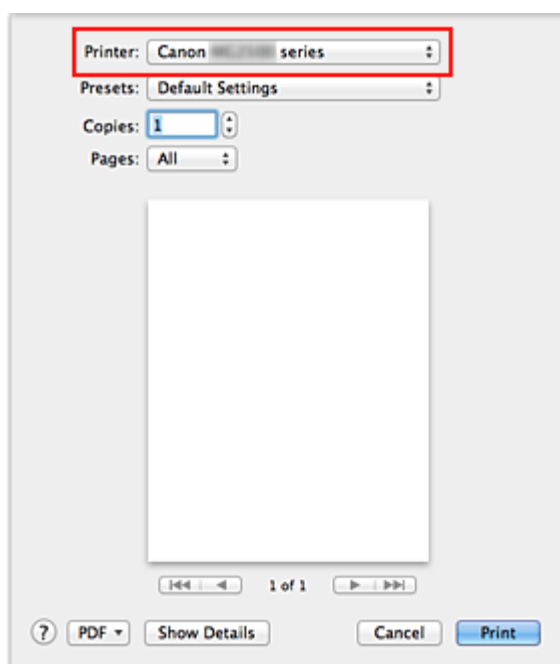 Printer: Canon series
Presets: Default Settings
Copies: 1
Pages: All
1 of 1
? PDF Show Details Cancel Print